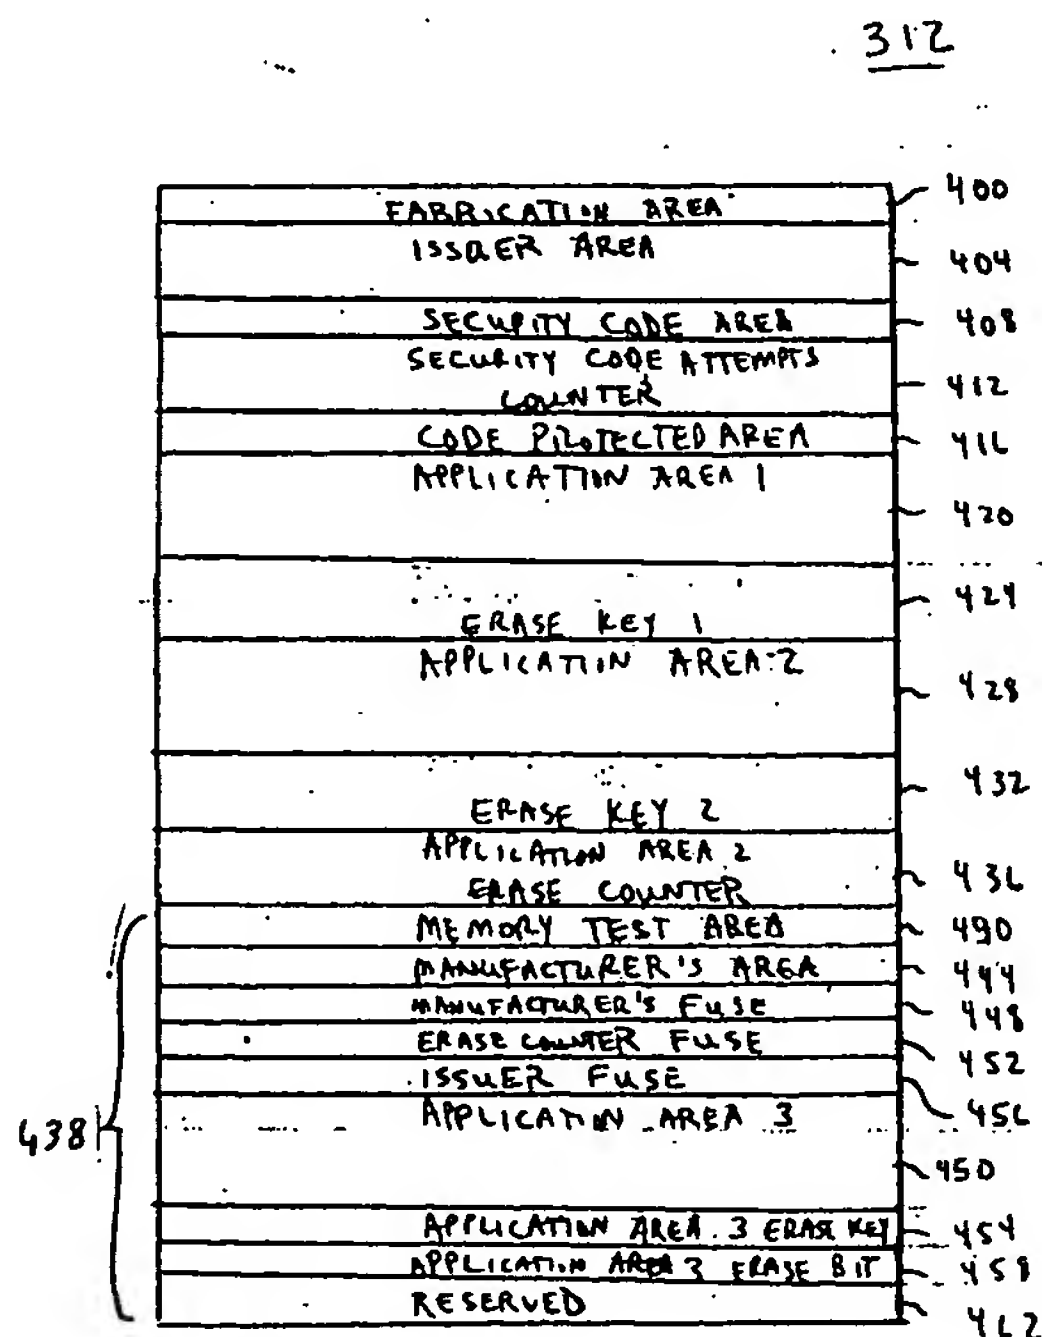 312
FABRICATION AREA 400
ISSUER AREA 404
SECURITY CODE AREA 408
SECURITY CODE ATTEMPTS
COUNTER 412
CODE PROTECTED AREA 416
APPLICATION AREA 1
420
424
ERASE KEY 1
APPLICATION AREA 2
428
432
ERASE KEY 2
APPLICATION AREA 2
ERASE COUNTER 436
MEMORY TEST AREA 490
MANUFACTURER'S AREA 444
MANUFACTURER'S FUSE 448
ERASE COUNTER FUSE 452
ISSUER FUSE 456
APPLICATION AREA 3
438
450
APPLICATION AREA 3 ERASE KEY 454
APPLICATION AREA 3 ERASE BIT 458
RESERVED 462